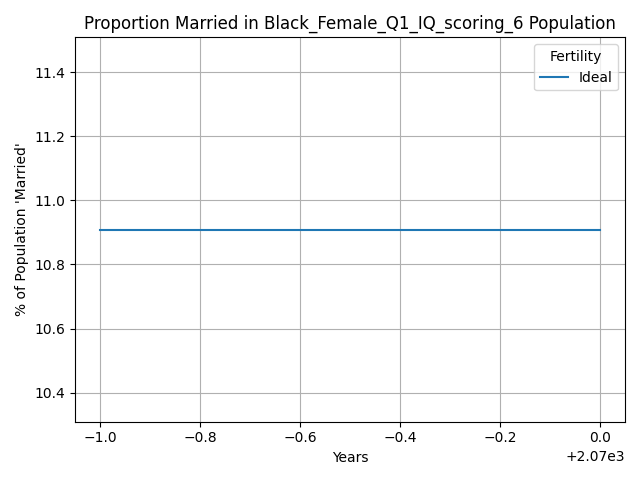 Proportion Married in Black_Female_Q1_IQ_scoring_6 Population
Fertility
Ideal
% of Population 'Married'
11.4
11.2
11.0
10.8
10.6
10.4
−1.0 −0.8 −0.6 −0.4 −0.2 0.0
Years
+2.07e3